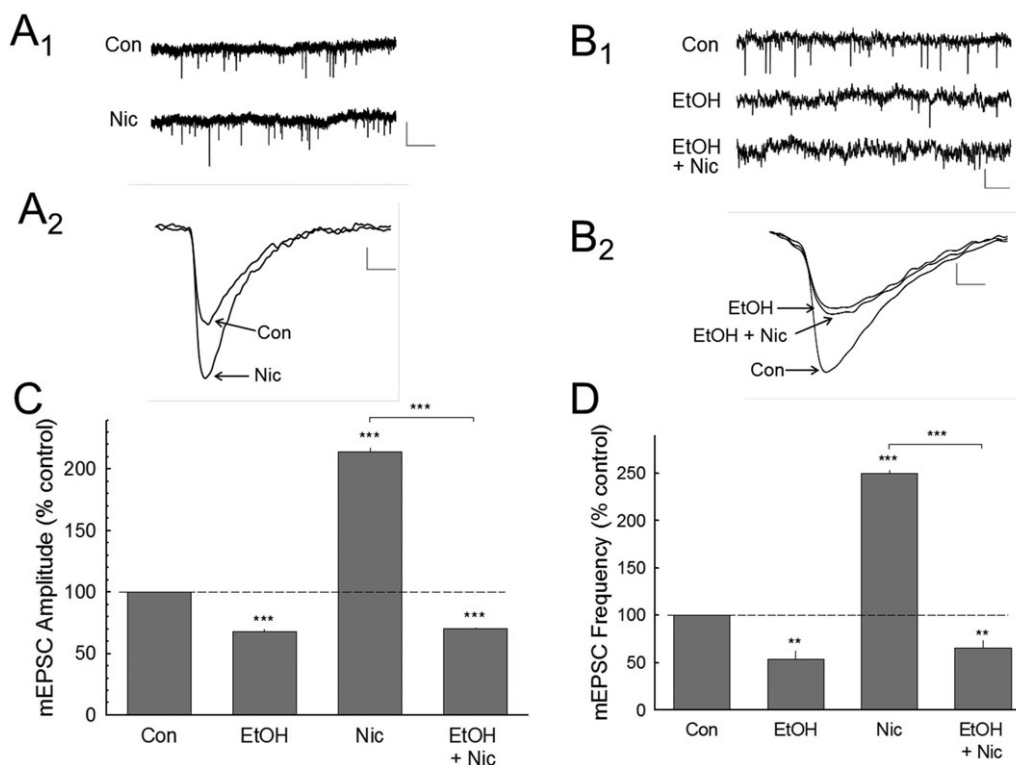 A1
Con
Nic
B1
Con
EtOH
EtOH
+ Nic
A2
Con
Nic
B2
EtOH
EtOH + Nic
Con
C
mEPSC Amplitude (% control)
200
150
100
50
0
***
***
***
***
Con
EtOH
Nic
EtOH
+ Nic
D
mEPSC Frequency (% control)
250
200
150
100
50
0
***
***
**
**
Con
EtOH
Nic
EtOH
+ Nic